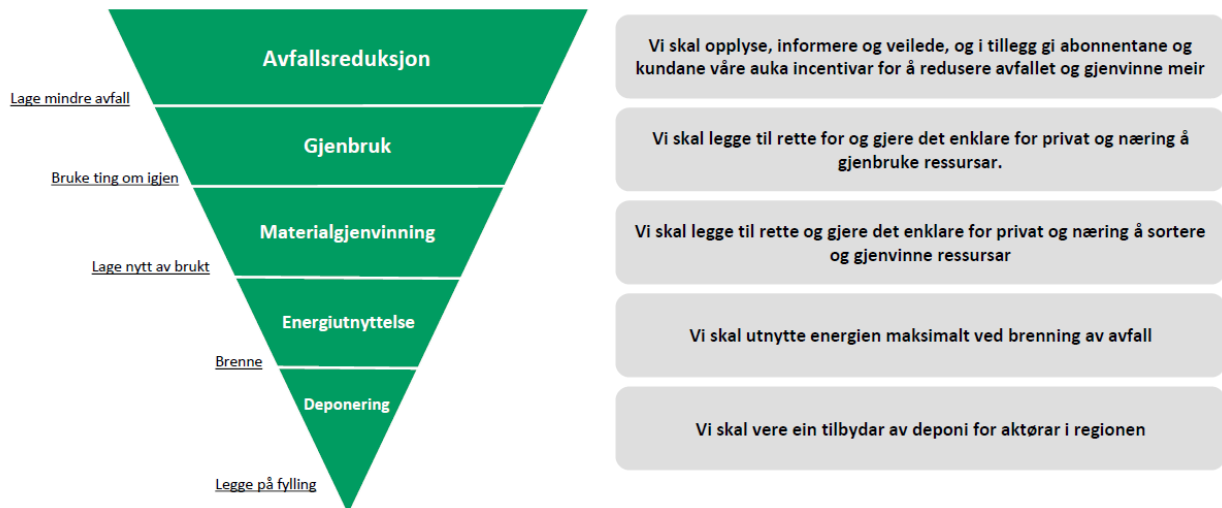 Avfallsreduksjon
Vi skal opplyse, informere og veilede, og i tillegg gi abonnentane og
kundane våre auka incentivar for å redusere avfallet og gjenvinne meir
Lage mindre avfall
Gjenbruk
Vi skal legge til rette for og gjere det enklare for privat og næring å
gjenbruke ressursar.
Bruke ting om igjen
Materialgjenvinning
Vi skal legge til rette og gjere det enklare for privat og næring å sortere
og gjenvinne ressursar
Lage nytt av brukt
Energiutnyttelse
Vi skal utnytte energien maksimalt ved brenning av avfall
Brenne
Deponering
Vi skal vere ein tilbydar av deponi for aktørar i regionen
Legge på fylling